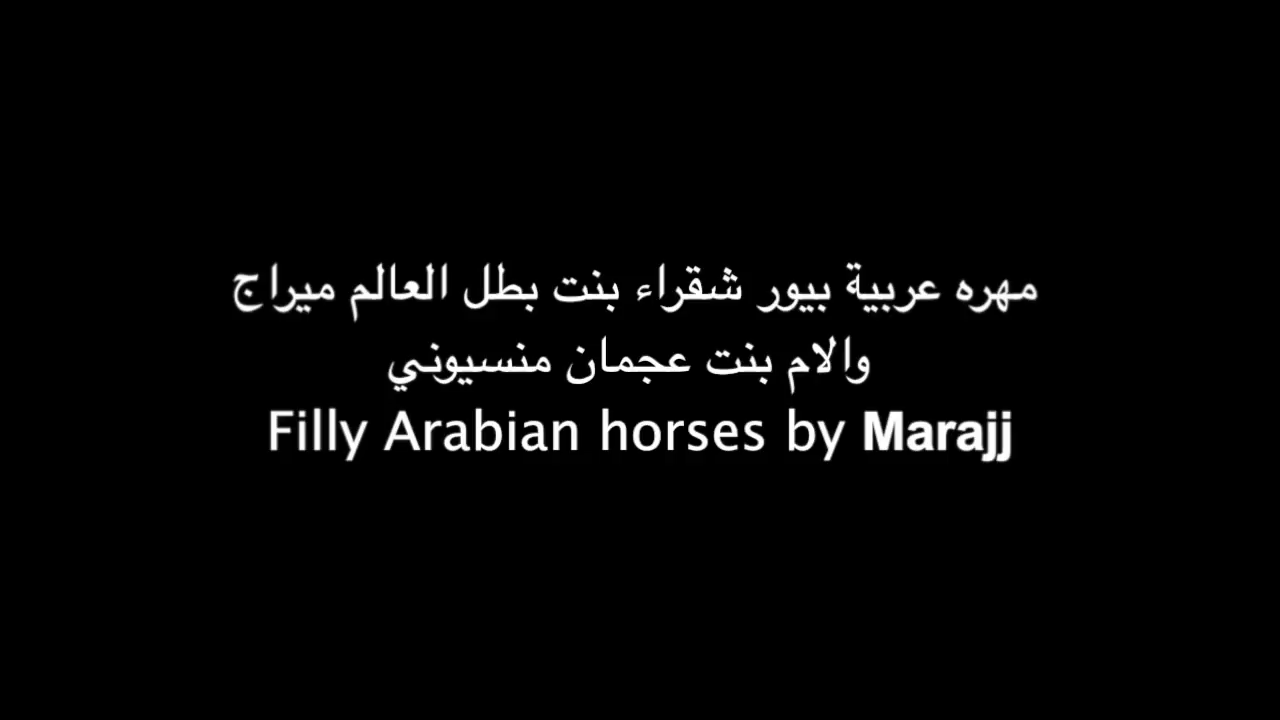 مهره عربية بيور شقراء بنت بطل العالم ميراج
والام بنت عجمان منسيوني
Filly Arabian horses by Marajj